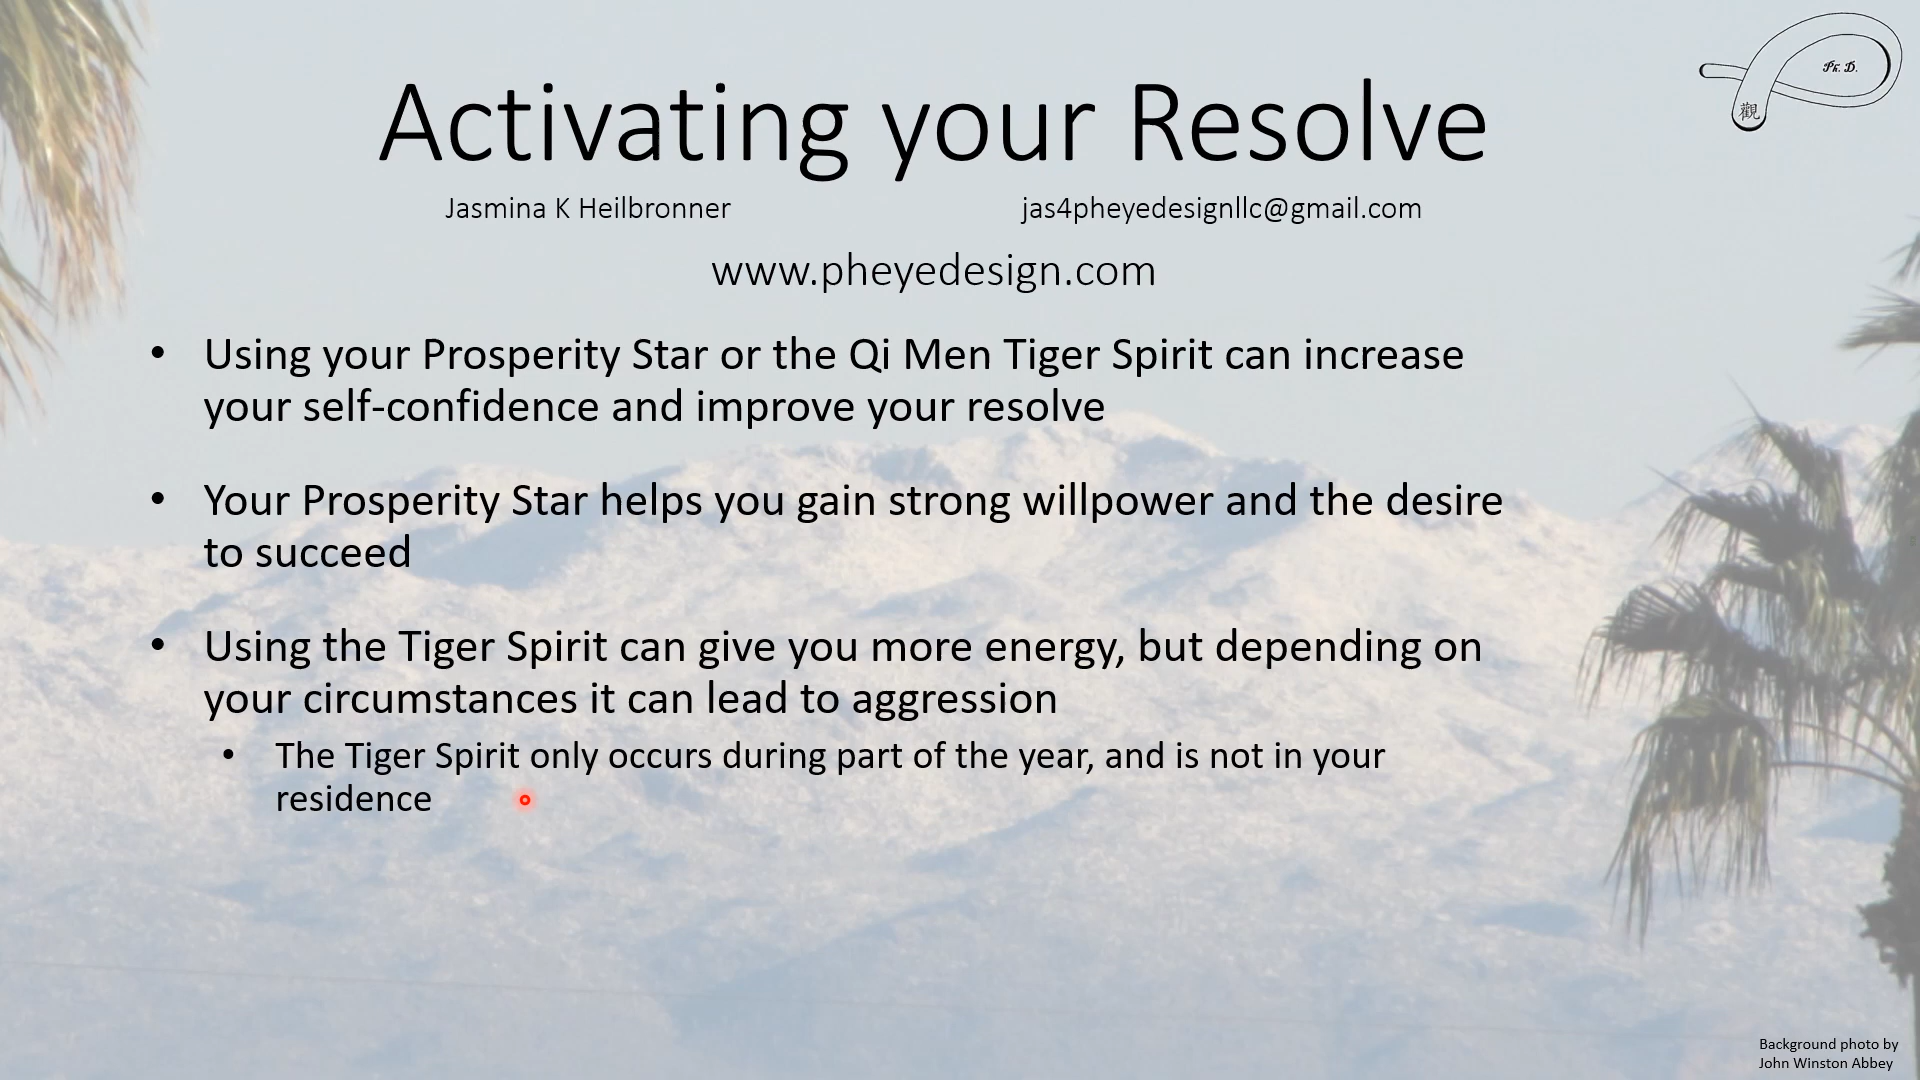 Ph. D.
觀
Activating your Resolve
Jasmina K Heilbronner jas4pheyedesignllc@gmail.com
www.pheyedesign.com
• Using your Prosperity Star or the Qi Men Tiger Spirit can increase
your self-confidence and improve your resolve
• Your Prosperity Star helps you gain strong willpower and the desire
to succeed
• Using the Tiger Spirit can give you more energy, but depending on
your circumstances it can lead to aggression
• The Tiger Spirit only occurs during part of the year, and is not in your
residence
Background photo by
John Winston Abbey